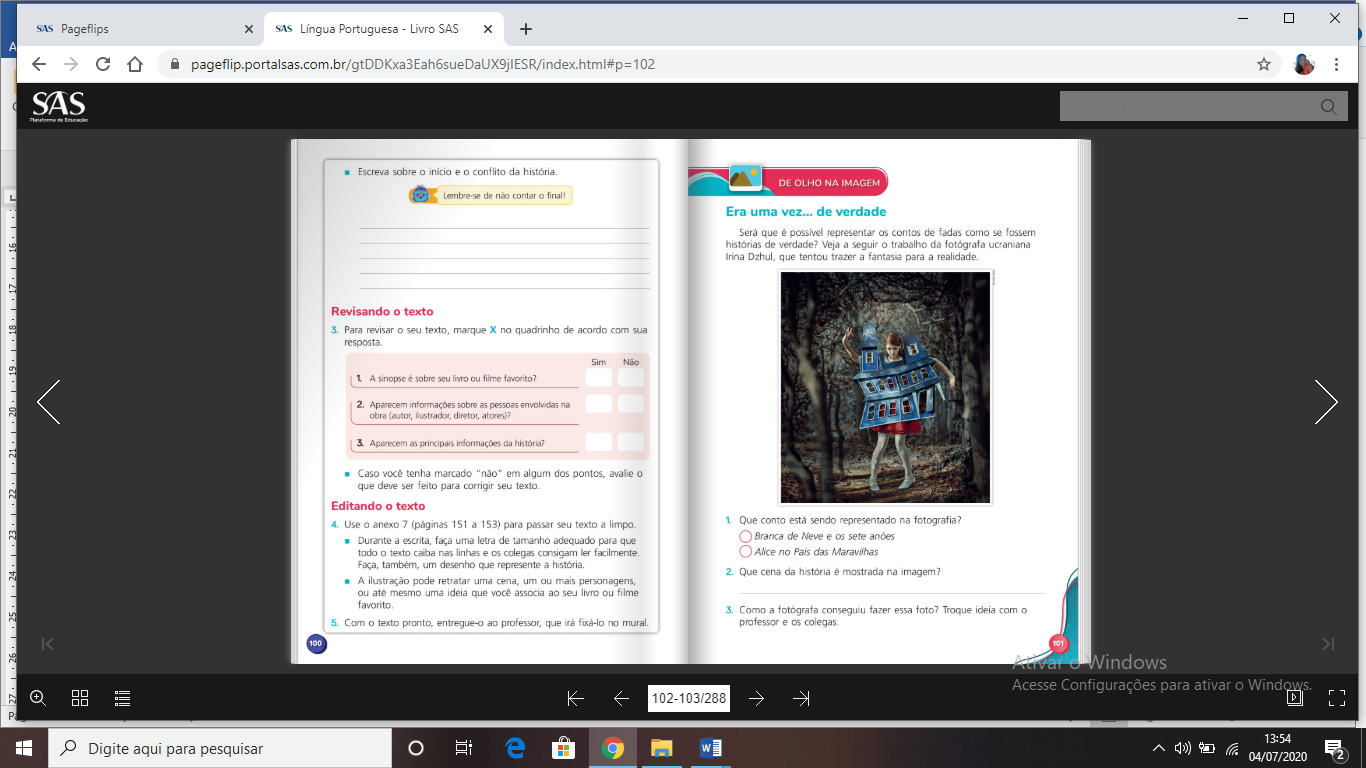 Pageflips
Língua Portuguesa - Livro SAS
pageflip.portalsas.com.br/gtDDKxa3Eah6sueDaUX9jIESR/index.html#p=102
SAS
Plataforma de Educação
Escreva sobre o início e o conflito da história.
Lembre-se de não contar o final!
Revisando o texto
3. Para revisar o seu texto, marque X no quadrinho de acordo com sua
resposta.
Sim Não
1. A sinopse é sobre seu livro ou filme favorito?
2. Aparecem informações sobre as pessoas envolvidas na
obra (autor, ilustrador, diretor, atores)?
3. Aparecem as principais informações da história?
Caso você tenha marcado “não” em algum dos pontos, avalie o
que deve ser feito para corrigir seu texto.
Editando o texto
4. Use o anexo 7 (páginas 151 a 153) para passar seu texto a limpo.
Durante a escrita, faça uma letra de tamanho adequado para que
todo o texto caiba nas linhas e os colegas consigam ler facilmente.
Faça, também, um desenho que represente a história.
A ilustração pode retratar uma cena, um ou mais personagens,
ou até mesmo uma ideia que você associa ao seu livro ou filme
favorito.
5. Com o texto pronto, entregue-o ao professor, que irá fixá-lo no mural.
100
DE OLHO NA IMAGEM
Era uma vez... de verdade
Será que é possível representar os contos de fadas como se fossem
histórias de verdade? Veja a seguir o trabalho da fotógrafa ucraniana
Irina Dzhul, que tentou trazer a fantasia para a realidade.
1. Que conto está sendo representado na fotografia?
Branca de Neve e os sete anões
Alice no País das Maravilhas
2. Que cena da história é mostrada na imagem?
3. Como a fotógrafa conseguiu fazer essa foto? Troque ideia com o
professor e os colegas.
101
Ativar o Windows
Acesse Configurações para ativar o Windows.
102-103/288
Digite aqui para pesquisar
13:54
04/07/2020
2